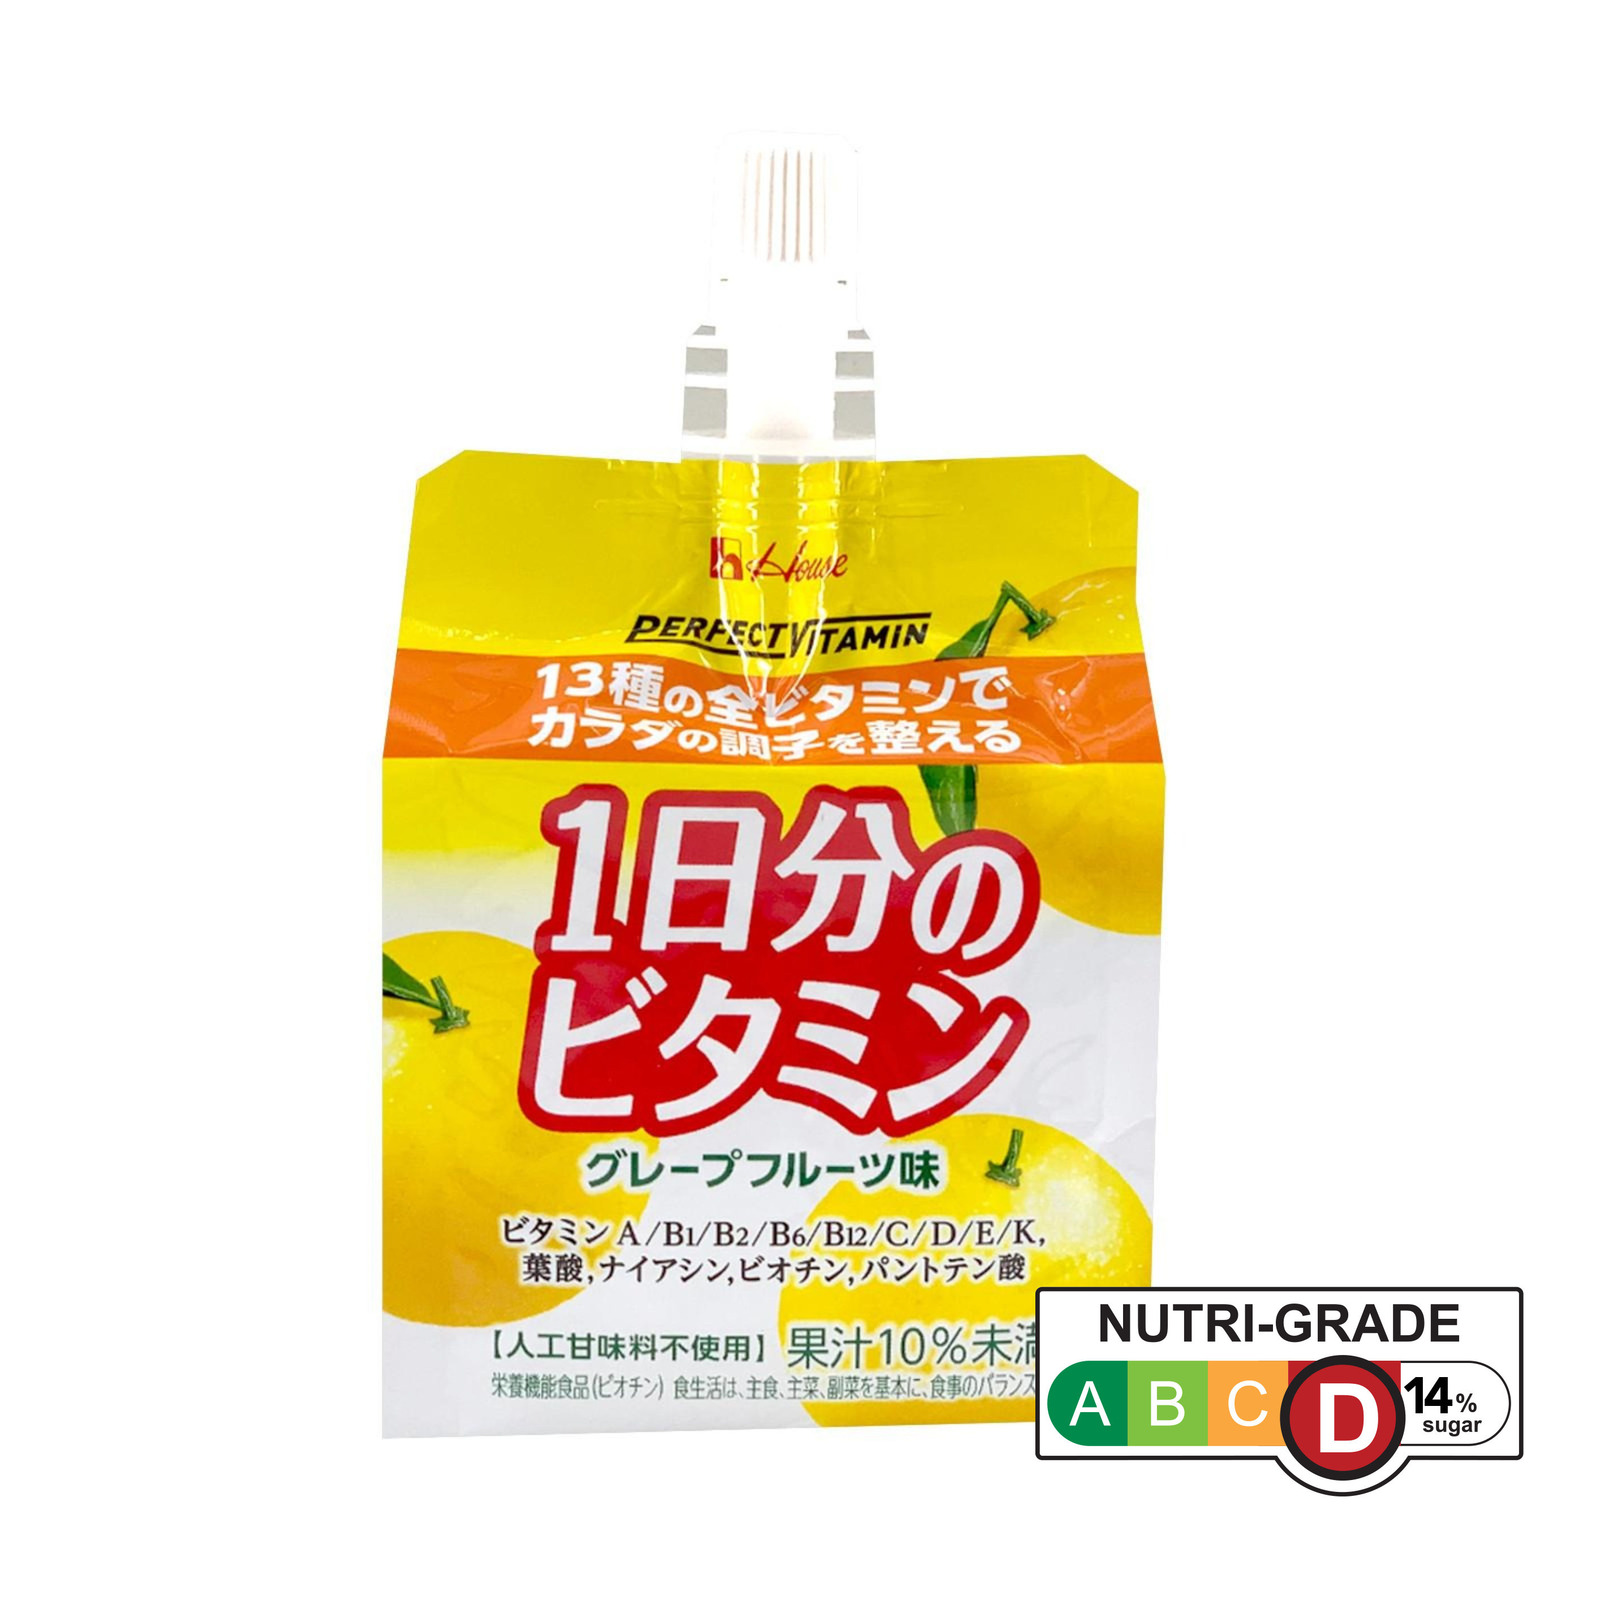 House
PERFECT VITAMIN
13種の全ビタミンで
カラダの調子を整える
1日分の
ビタミン
グレープフルーツ味
ビタミンA/B1/B2/B6/B12/C/D/E/K,
葉酸,ナイアシン,ビオチン,パントテン酸
【人工甘味料不使用】 果汁10%未満
栄養機能食品(ビオチン) 食生活は、主食、主菜、副菜を基本に、食事のバランス
NUTRI-GRADE
A B C D 14% sugar